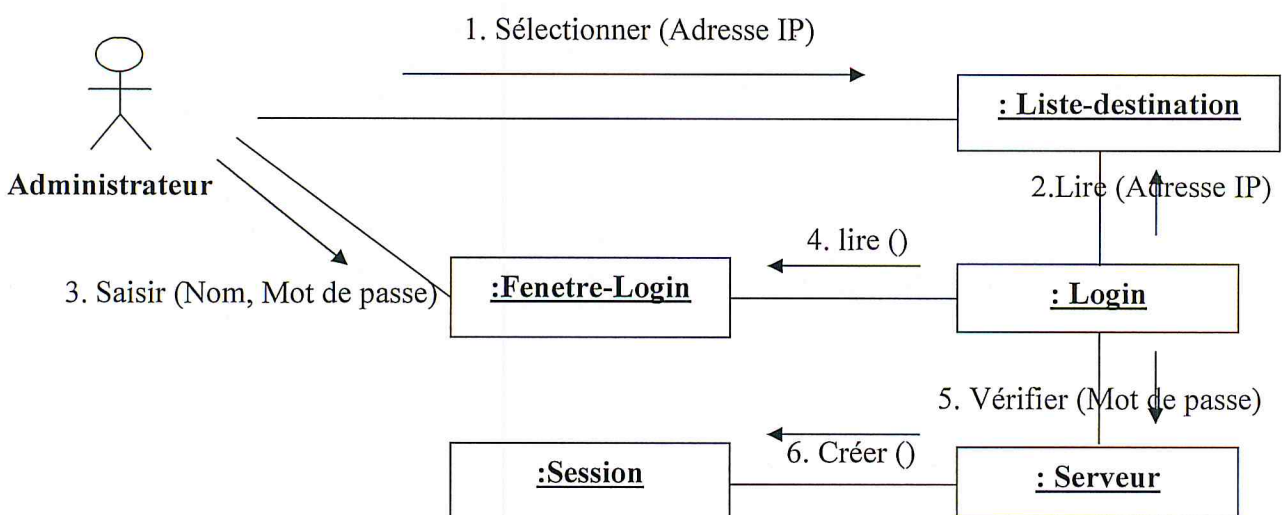 1. Sélectionner (Adresse IP)
: Liste-destination
Administrateur
2.Lire (Adresse IP)
4. lire ()
3. Saisir (Nom, Mot de passe)
:Fenetre-Login
: Login
5. Vérifier (Mot de passe)
6. Créer ()
:Session
: Serveur